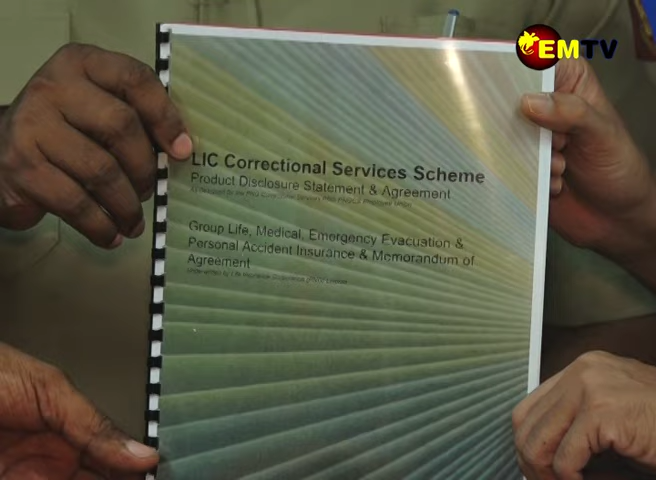 EMTV
LIC Correctional Services Scheme
Product Disclosure Statement & Agreement
Group Life, Medical, Emergency Evacuation &
Personal Accident Insurance & Memorandum of
Agreement